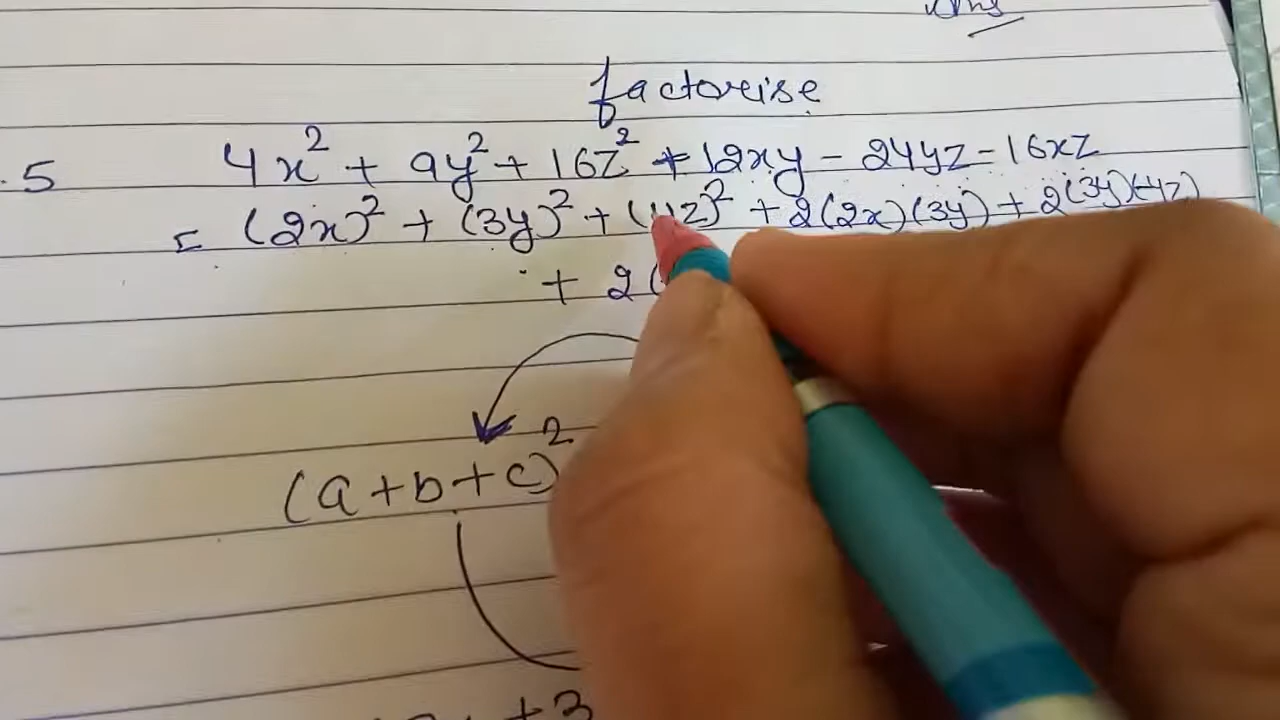 factorise
.5 4x² + 9y² + 16z² + 12xy - 24yz - 16xz
= (2x)² + (3y)² + (4z)² + 2(2x)(3y) + 2(3y)(-4z)
+ 2(
(a+b+c)²
+3